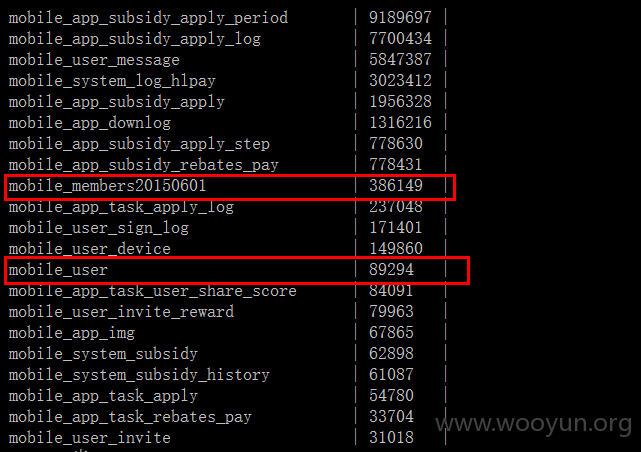 mobile_app_subsidy_apply_period | 9189697 |
mobile_app_subsidy_apply_log | 7700434 |
mobile_user_message | 5847387 |
mobile_system_log_hlpay | 3023412 |
mobile_app_subsidy_apply | 1956328 |
mobile_app_downlog | 1316216 |
mobile_app_subsidy_apply_step | 778630 |
mobile_app_subsidy_rebates_pay | 778431 |
mobile_members20150601 | 386149 |
mobile_app_task_apply_log | 237048 |
mobile_user_sign_log | 171401 |
mobile_user_device | 149860 |
mobile_user | 89294 |
mobile_app_task_user_share_score | 84091 |
mobile_user_invite_reward | 79963 |
mobile_app_img | 67865 |
mobile_system_subsidy | 62898 |
mobile_system_subsidy_history | 61087 |
mobile_app_task_apply | 54780 |
mobile_app_task_rebates_pay | 33704 |
mobile_user_invite | 31018 |
www.wooyun.org